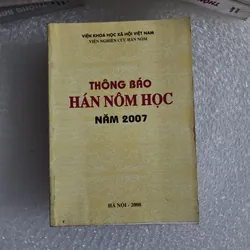 VIỆN KHOA HỌC XÃ HỘI VIỆT NAM
VIỆN NGHIÊN CỨU HÁN NÔM
THÔNG BÁO
HÁN NÔM HỌC
NĂM 2007
HÀ NỘI - 2008